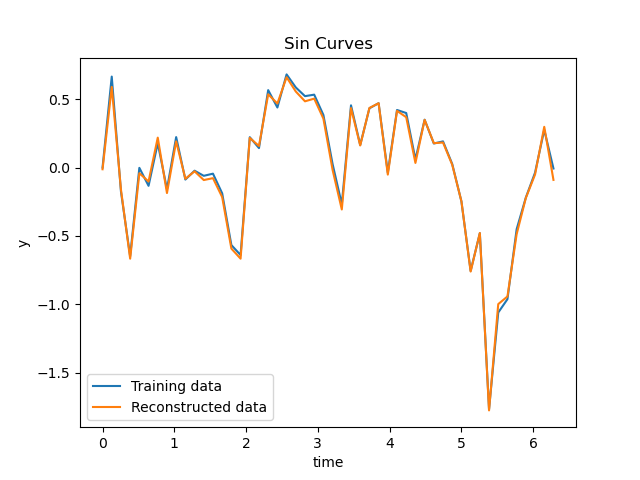 Sin Curves
y
0.5
0.0
−0.5
−1.0
−1.5
Training data
Reconstructed data
0 1 2 3 4 5 6
time